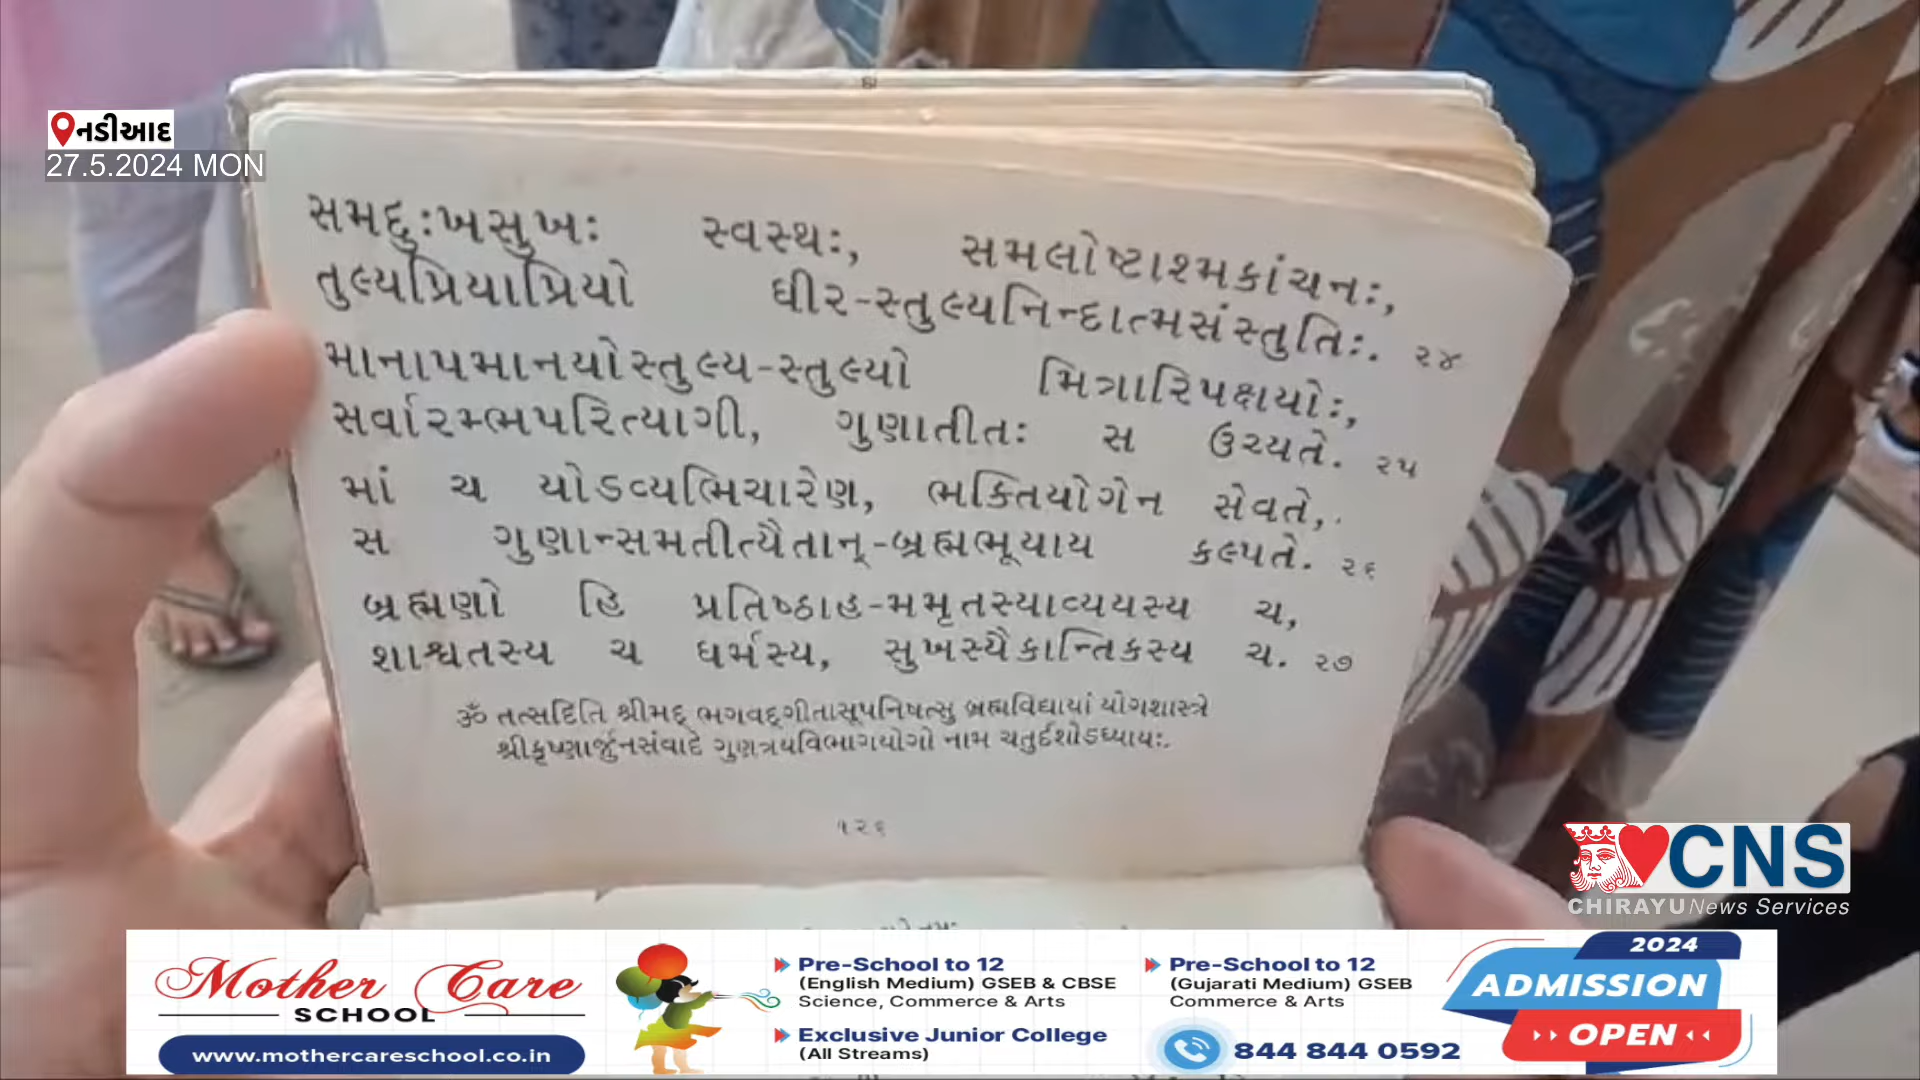 નડીઆદ
27.5.2024 MON
સમદુઃખસુખઃ સ્વસ્થઃ, સમલોષ્ટાશ્મકાંચનઃ,
તુલ્યપ્રિયાપ્રિયો ધીર-સ્તુલ્યનિન્દાત્મસંસ્તુતિઃ. ૨૪
માનાપમાનયોસ્તુલ્ય-સ્તુલ્યો મિત્રારિપક્ષયોઃ,
સર્વારમ્ભપરિત્યાગી, ગુણાતીતઃ સ ઉચ્યતે. ૨૫
માં ચ યોઽવ્યભિચારેણ, ભક્તિયોગેન સેવતે,
સ ગુણાન્સમતીત્યૈતાન્-બ્રહ્મભૂયાય કલ્પતે. ૨૬
બ્રહ્મણો હિ પ્રતિષ્ઠાહ-મમૃતસ્યાવ્યયસ્ય ચ,
શાશ્વતસ્ય ચ ધર્મસ્ય, સુખસ્યૈકાન્તિકસ્ય ચ. ૨૭
ૐ તત્સદિતિ શ્રીમદ્ ભગવદ્ગીતાસૂપનિષત્સુ બ્રહ્મવિદ્યાયાં યોગશાસ્ત્રે
શ્રીકૃષ્ણાર્જુનસંવાદે ગુણત્રયવિભાગયોગો નામ ચતુર્દશોઽધ્યાયઃ.
૧૨૬
CNS
CHIRAYU News Services
Mother Care
SCHOOL
www.mothercareschool.co.in
Pre-School to 12
(English Medium) GSEB & CBSE
Science, Commerce & Arts
Exclusive Junior College
(All Streams)
Pre-School to 12
(Gujarati Medium) GSEB
Commerce & Arts
844 844 0592
2024
ADMISSION
OPEN